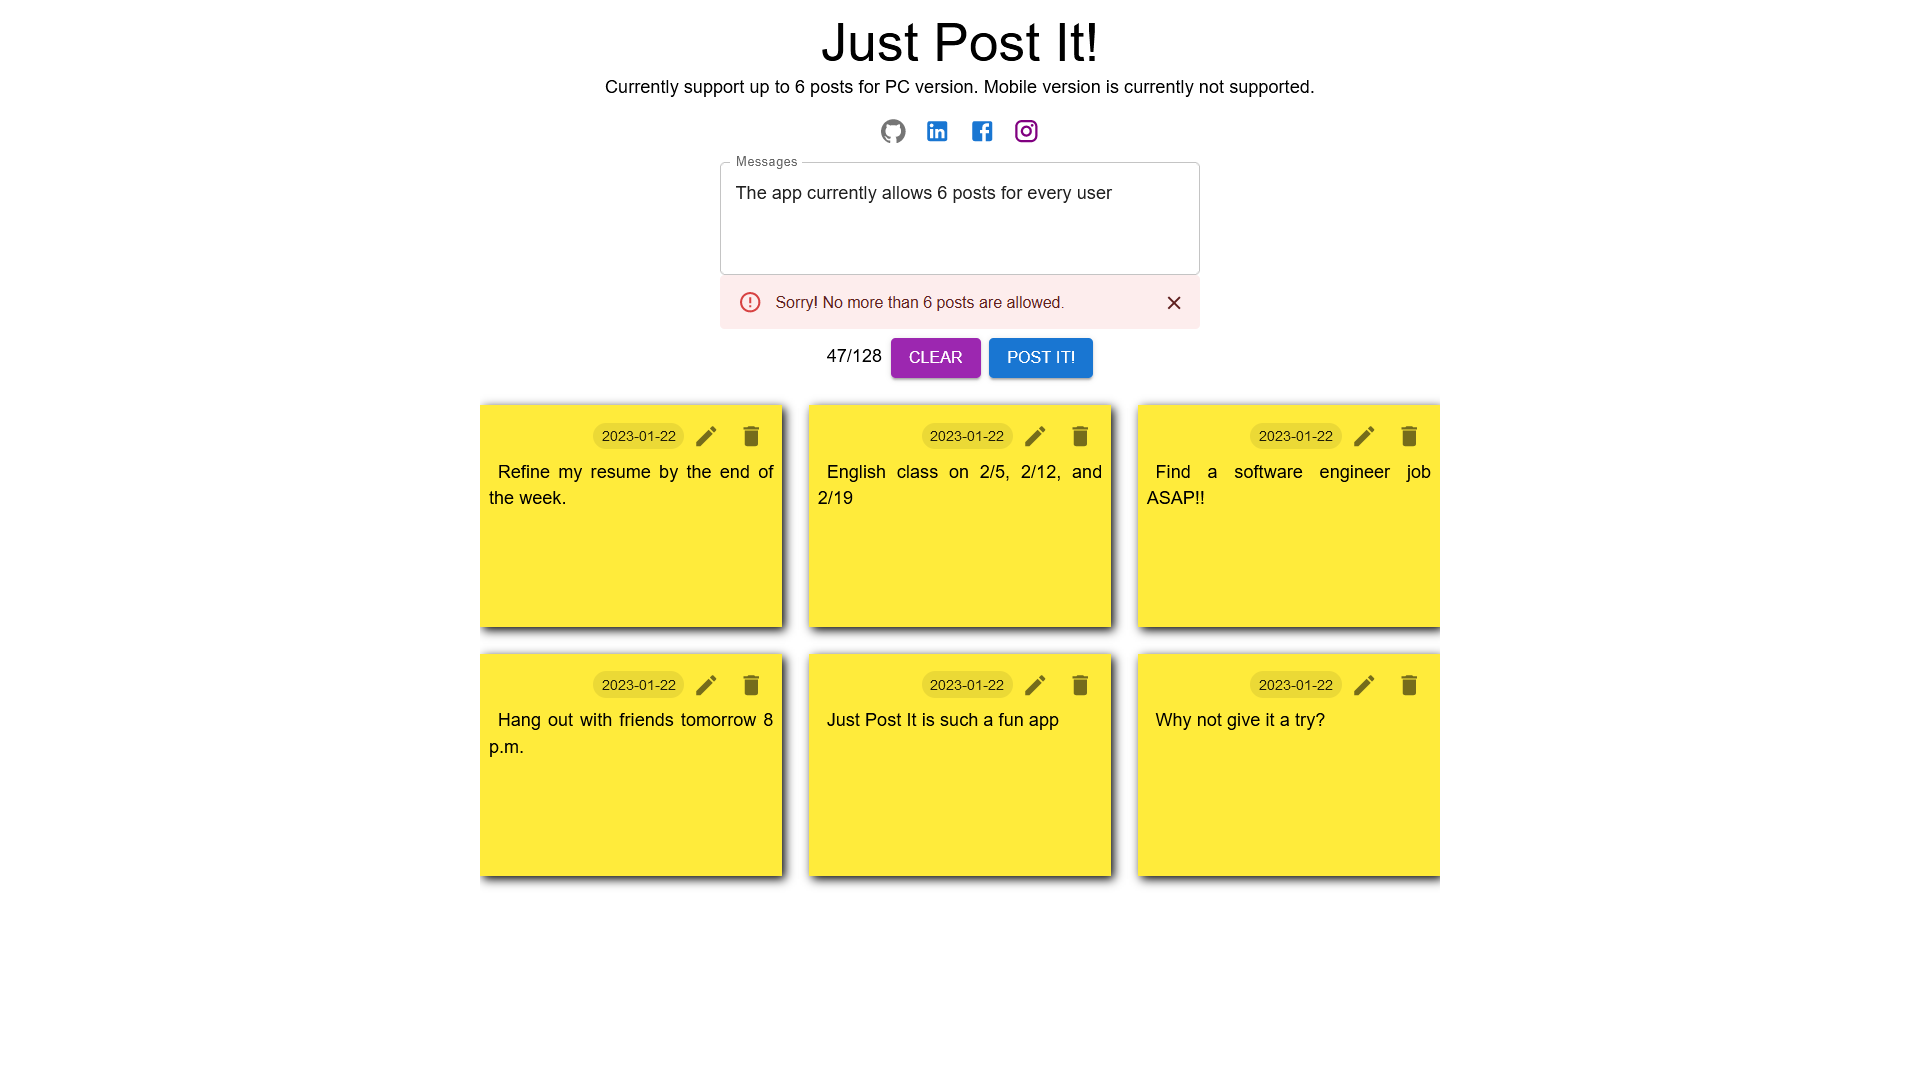 Just Post It!
Currently support up to 6 posts for PC version. Mobile version is currently not supported.
Messages
The app currently allows 6 posts for every user
Sorry! No more than 6 posts are allowed.
47/128 CLEAR POST IT!
2023-01-22
Refine my resume by the end of
the week.
2023-01-22
English class on 2/5, 2/12, and
2/19
2023-01-22
Find a software engineer job
ASAP!!
2023-01-22
Hang out with friends tomorrow 8
p.m.
2023-01-22
Just Post It is such a fun app
2023-01-22
Why not give it a try?